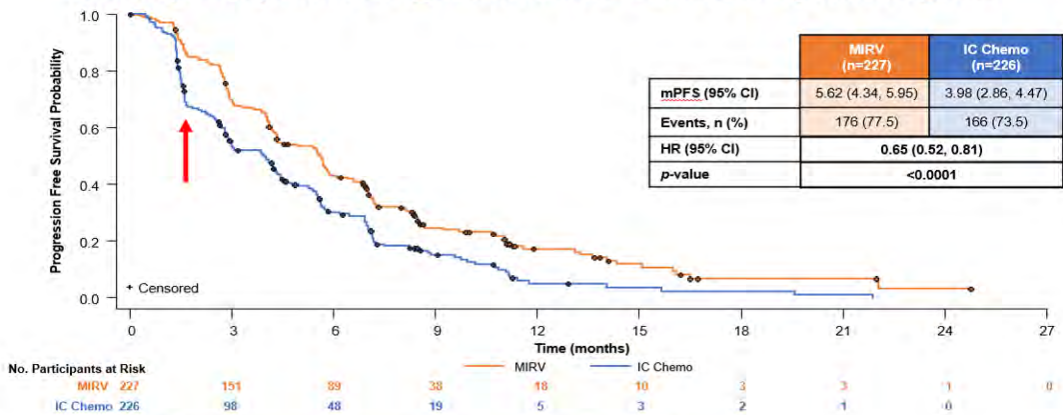 MIRV (n=227) IC Chemo (n=226)
mPFS (95% CI) 5.62 (4.34, 5.95) 3.98 (2.86, 4.47)
Events, n (%) 176 (77.5) 166 (73.5)
HR (95% CI) 0.65 (0.52, 0.81)
p-value <0.0001
Progression Free Survival Probability
1.0
0.8
0.6
0.4
0.2
0.0
+ Censored
0 3 6 9 12 15 18 21 24 27
Time (months)
No. Participants at Risk
MIRV IC Chemo
MIRV 227 151 89 38 18 10 3 3 1 0
IC Chemo 226 98 48 19 5 3 2 1 0